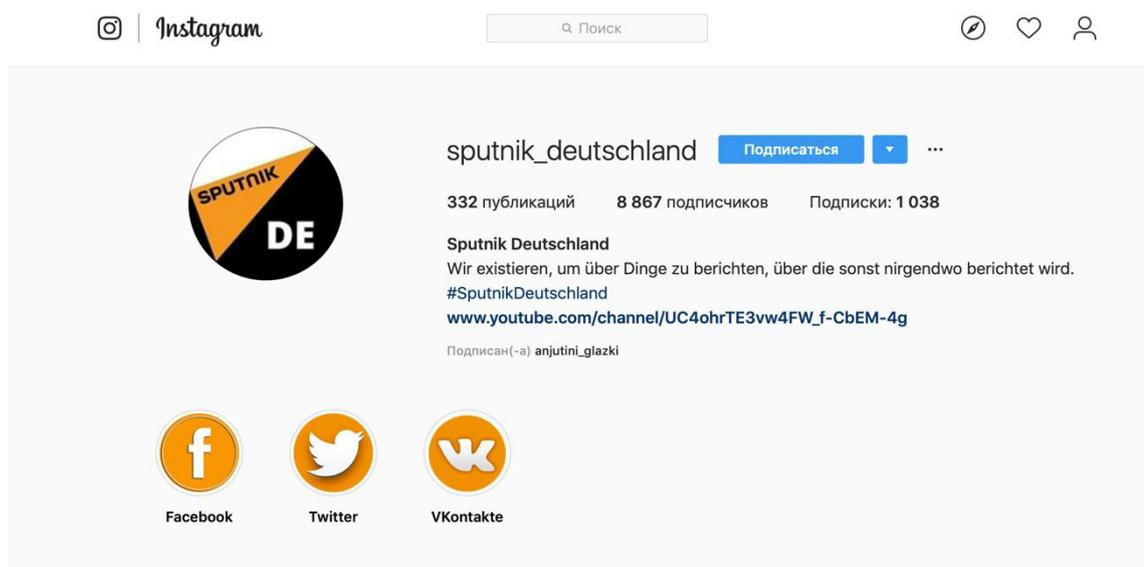 Instagram
Поиск
SPUTNIK
DE
sputnik_deutschland Подписаться
332 публикаций 8 867 подписчиков Подписки: 1 038
Sputnik Deutschland
Wir existieren, um über Dinge zu berichten, über die sonst nirgendwo berichtet wird.
#SputnikDeutschland
www.youtube.com/channel/UC4ohrTE3vw4FW_f-CbEM-4g
Подписан(-а) anjutini_glazki
Facebook Twitter VKontakte